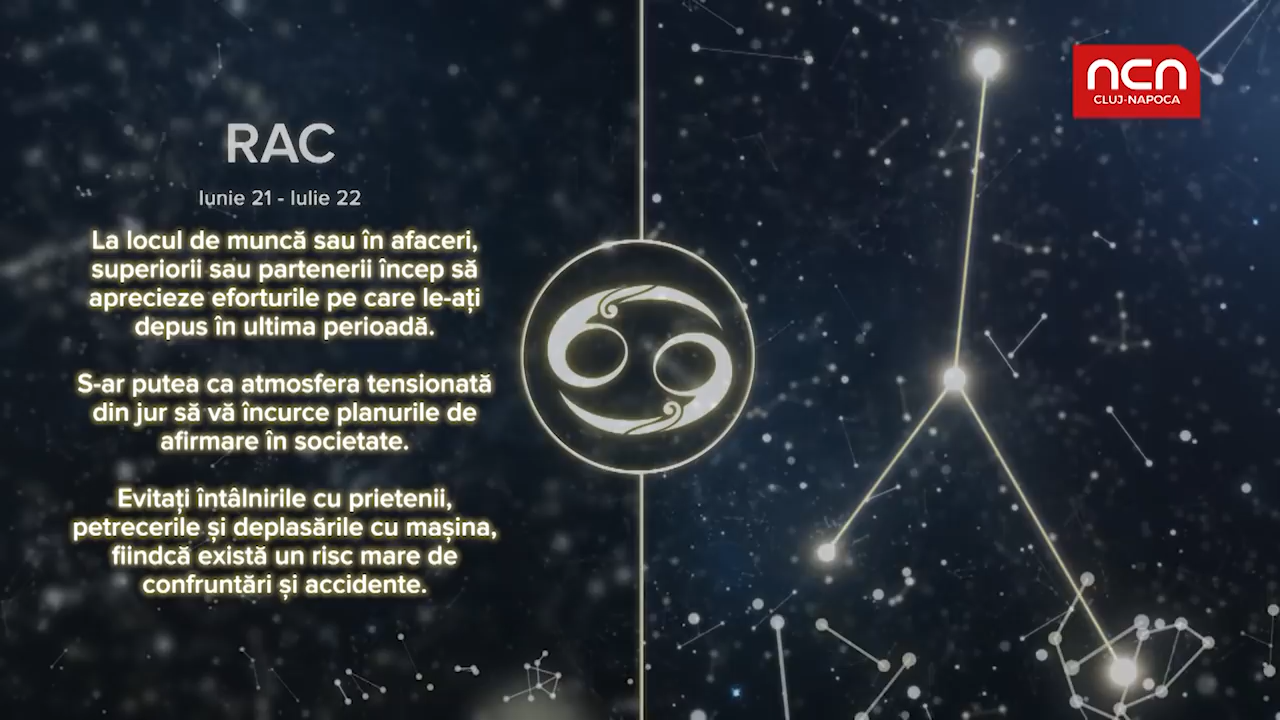 RAC
Iunie 21 - Iulie 22
La locul de muncă sau în afaceri,
superiorii sau partenerii încep să
aprecieze eforturile pe care le-ați
depus în ultima perioadă.
S-ar putea ca atmosfera tensionată
din jur să vă încurce planurile de
afirmare în societate.
Evitați întâlnirile cu prietenii,
petrecerile și deplasările cu mașina,
fiindcă există un risc mare de
confruntări și accidente.
ncn
CLUJ-NAPOCA